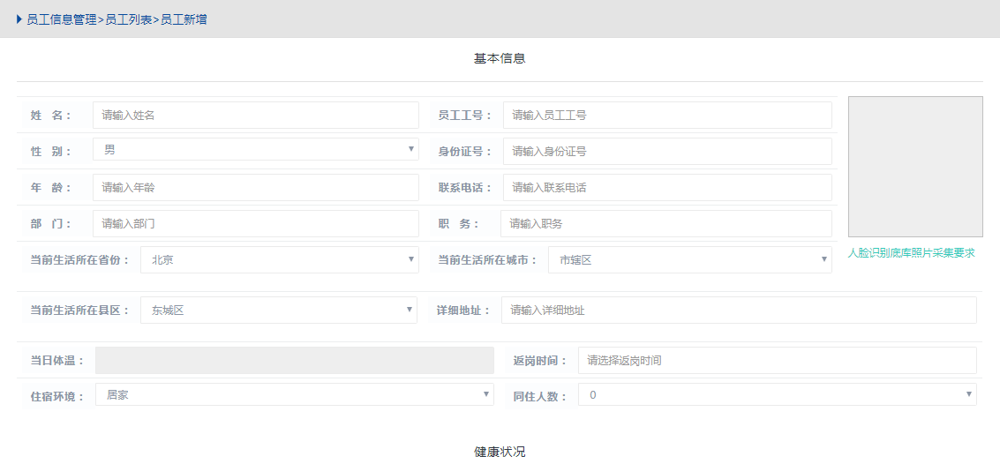 员工信息管理>员工列表>员工新增
基本信息
姓 名： 请输入姓名 员工工号： 请输入员工工号
性 别： 男 身份证号： 请输入身份证号
年 龄： 请输入年龄 联系电话： 请输入联系电话
部 门： 请输入部门 职 务： 请输入职务
当前生活所在省份： 北京 当前生活所在城市： 市辖区
人脸识别底库照片采集要求
当前生活所在县区： 东城区 详细地址： 请输入详细地址
当日体温： 返岗时间： 请选择返岗时间
住宿环境： 居家 同住人数： 0
健康状况